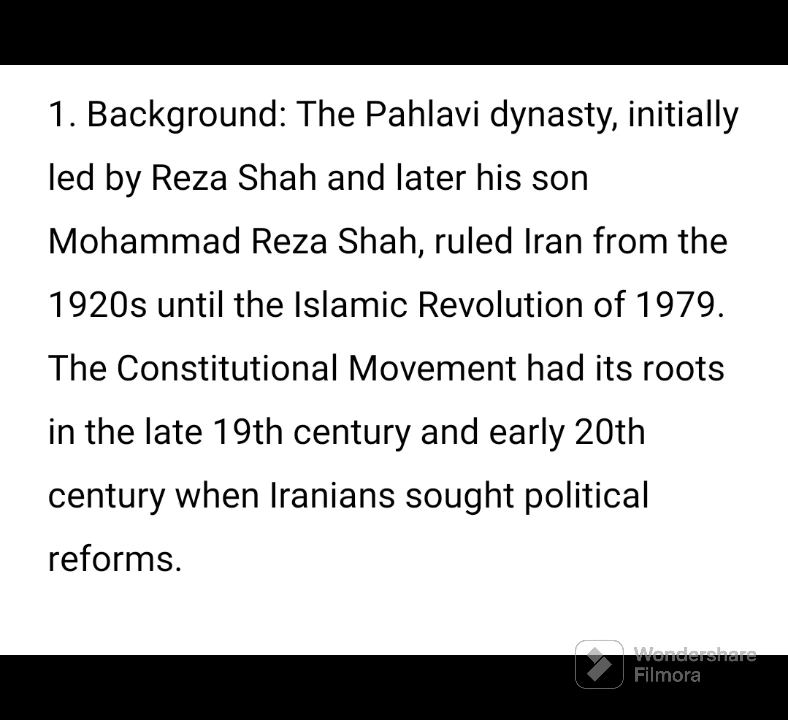 1. Background: The Pahlavi dynasty, initially
led by Reza Shah and later his son
Mohammad Reza Shah, ruled Iran from the
1920s until the Islamic Revolution of 1979.
The Constitutional Movement had its roots
in the late 19th century and early 20th
century when Iranians sought political
reforms.
Wondershare
Filmora